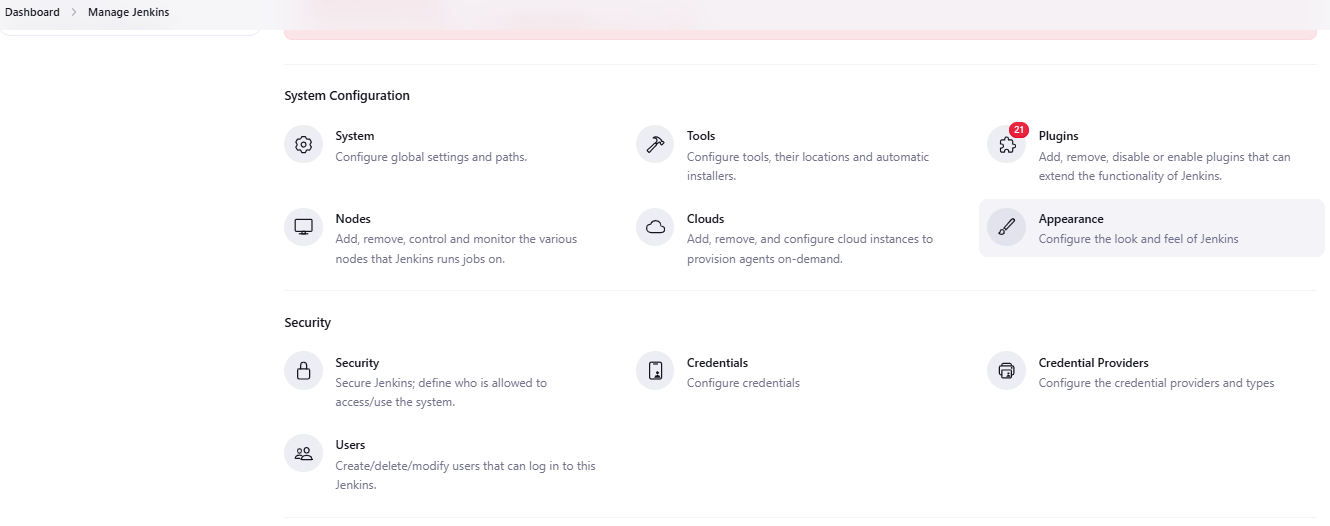 Dashboard > Manage Jenkins
System Configuration
System
Configure global settings and paths.
Tools
Configure tools, their locations and automatic
installers.
21
Plugins
Add, remove, disable or enable plugins that can
extend the functionality of Jenkins.
Nodes
Add, remove, control and monitor the various
nodes that Jenkins runs jobs on.
Clouds
Add, remove, and configure cloud instances to
provision agents on-demand.
Appearance
Configure the look and feel of Jenkins
Security
Security
Secure Jenkins; define who is allowed to
access/use the system.
Credentials
Configure credentials
Credential Providers
Configure the credential providers and types
Users
Create/delete/modify users that can log in to this
Jenkins.